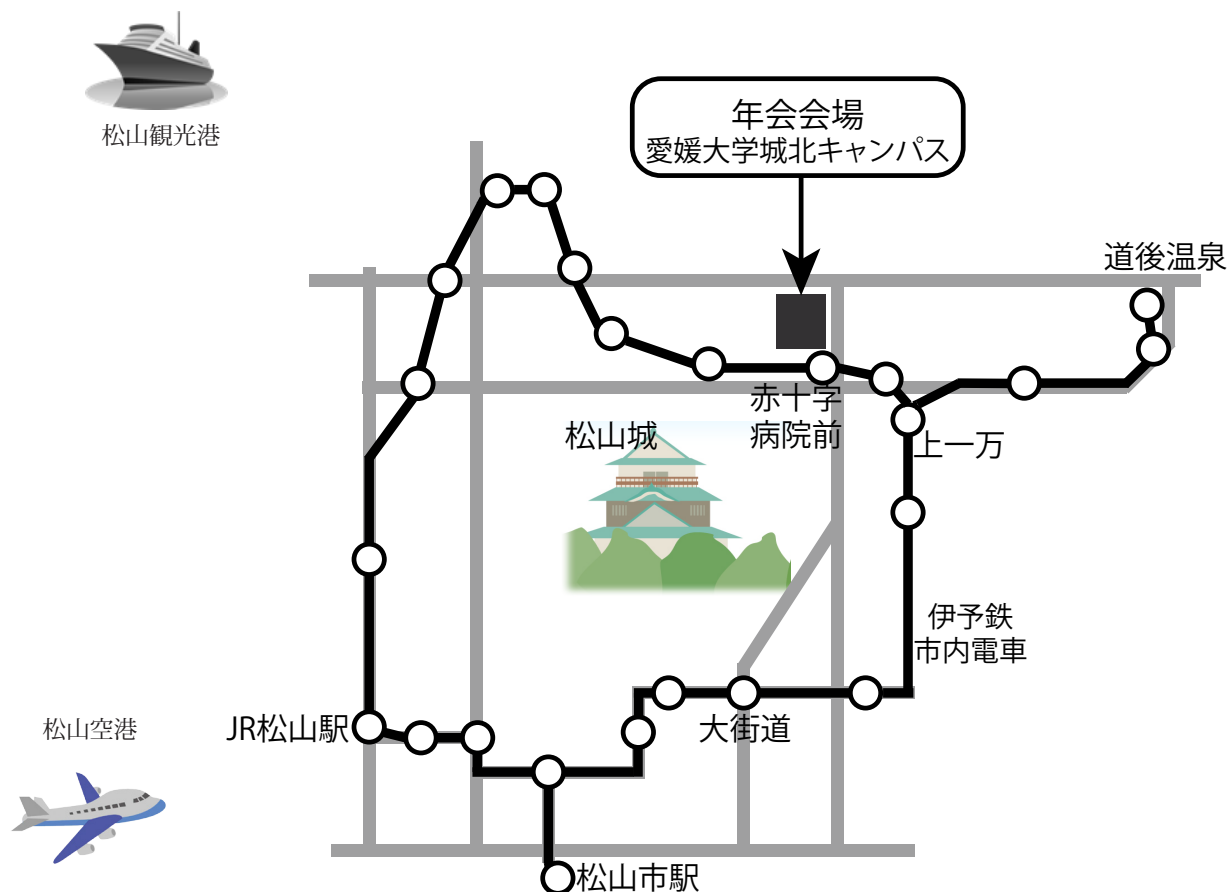 松山観光港
年会会場
愛媛大学城北キャンパス
道後温泉
赤十字
病院前
松山城
上一万
伊予鉄
市内電車
松山空港
JR松山駅
大街道
松山市駅